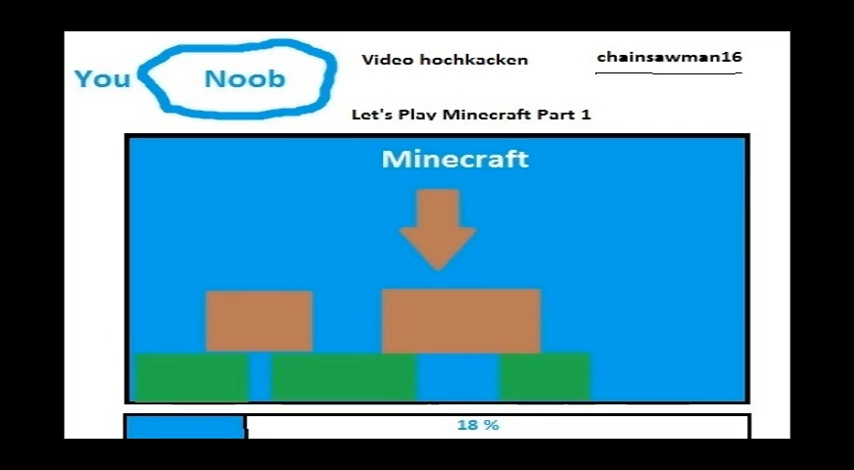 You Noob
Video hochkacken
chainsawman16
Let's Play Minecraft Part 1
Minecraft
18 %